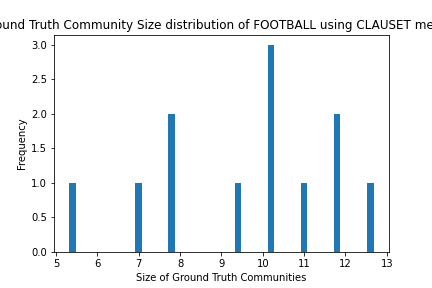 ound Truth Community Size distribution of FOOTBALL using CLAUSET me
3.0
2.5
2.0
1.5
1.0
0.5
0.0
Frequency
5 6 7 8 9 10 11 12 13
Size of Ground Truth Communities